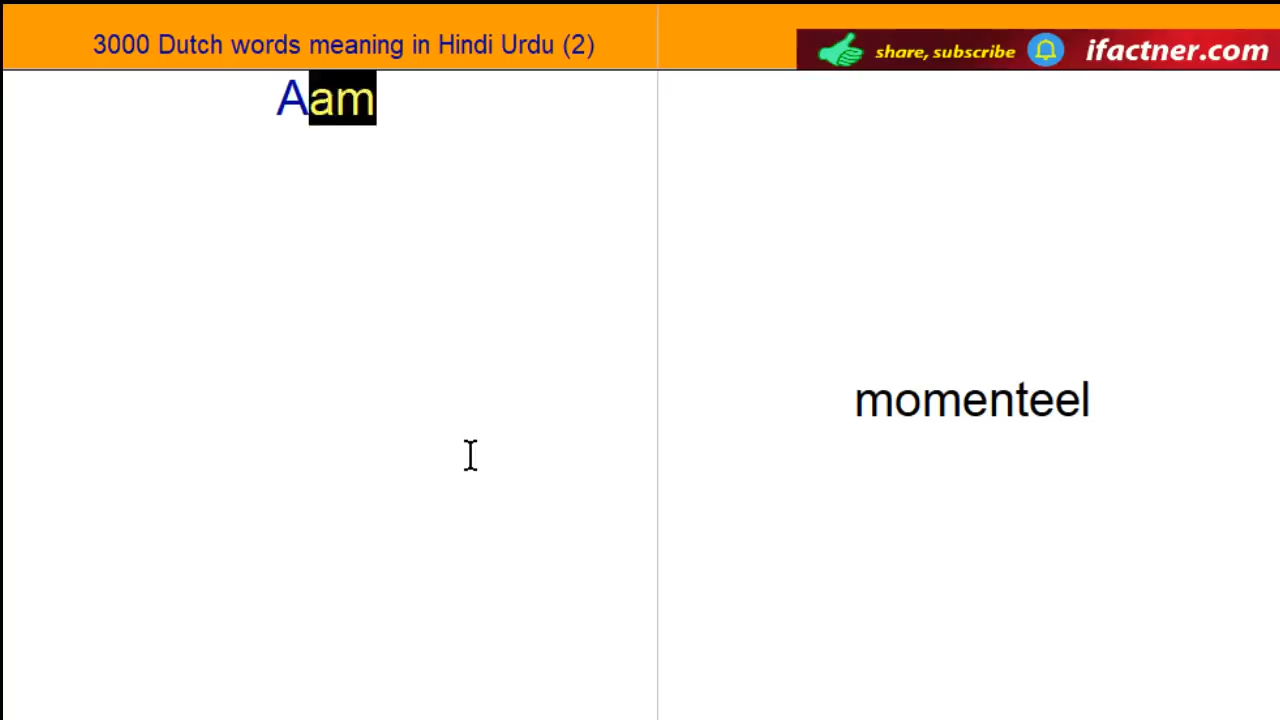 3000 Dutch words meaning in Hindi Urdu (2)
share, subscribe
ifactner.com
Aam
momenteel